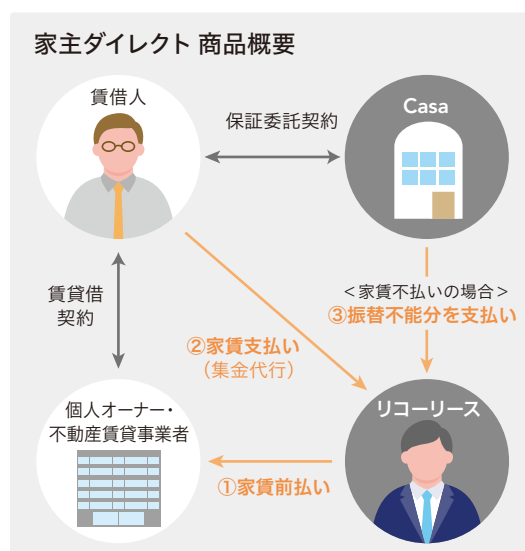 家主ダイレクト 商品概要
賃借人
Casa
保証委託契約
賃貸借
契約
＜家賃不払いの場合＞
③振替不能分を支払い
②家賃支払い
（集金代行）
個人オーナー・
不動産賃貸事業者
リコーリース
①家賃前払い